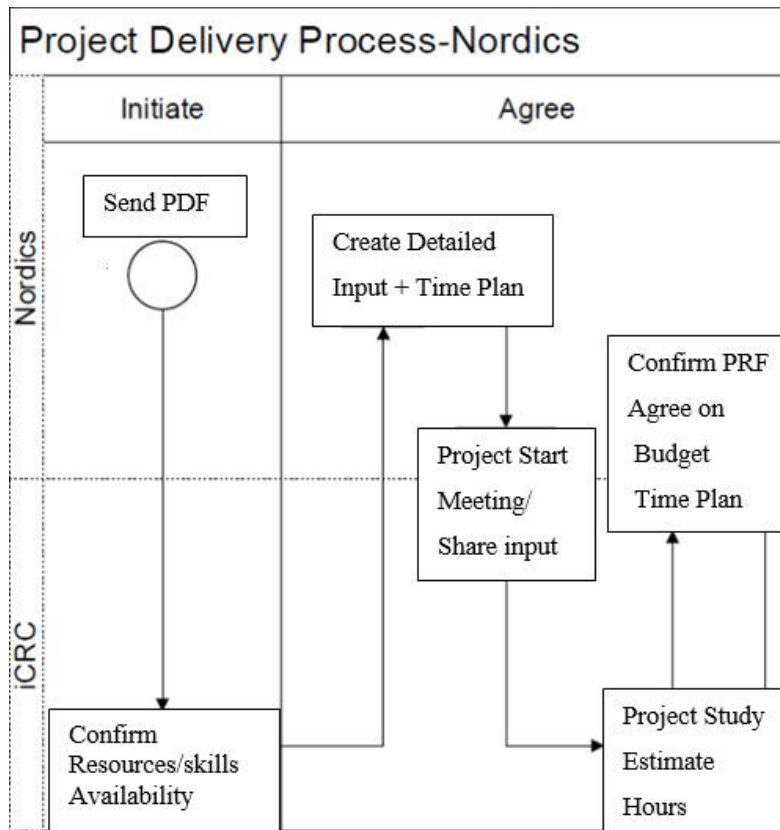 Project Delivery Process-Nordics
Initiate
Agree
Nordics
iCRC
Send PDF
Confirm
Resources/skills
Availability
Create Detailed
Input + Time Plan
Project Start
Meeting/
Share input
Project Study
Estimate
Hours
Confirm PRF
Agree on
Budget
Time Plan